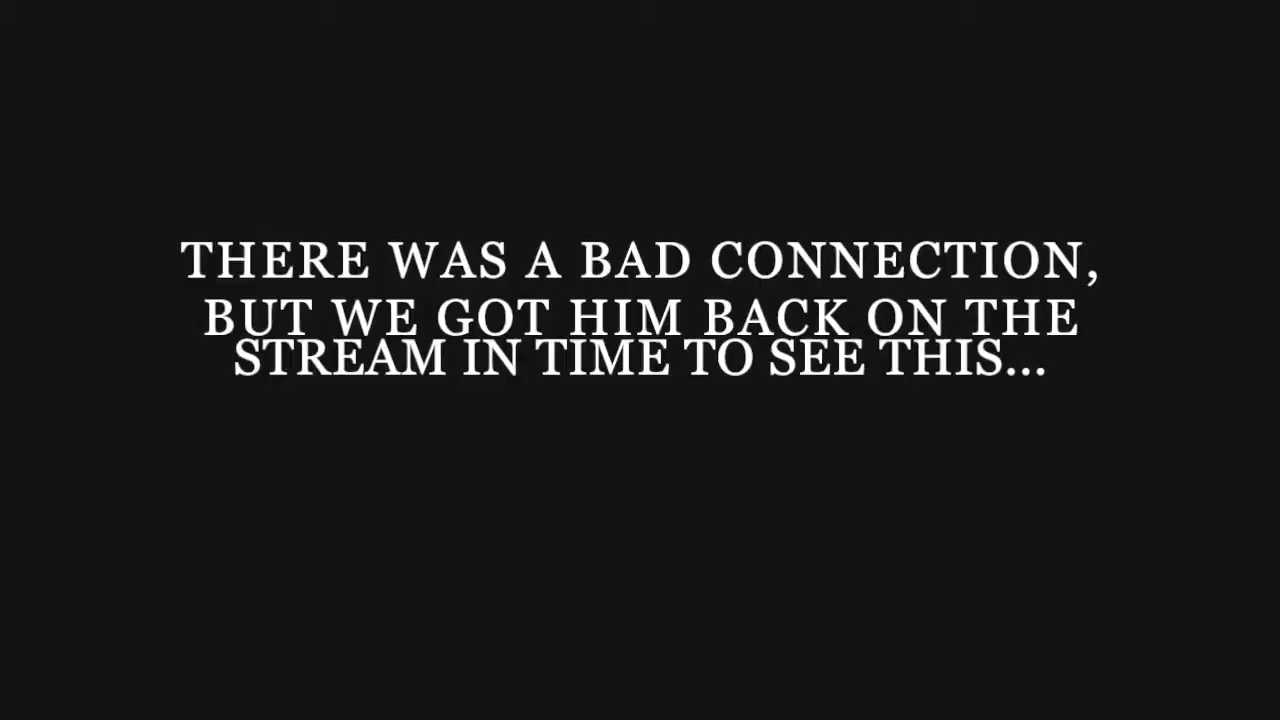 THERE WAS A BAD CONNECTION,
BUT WE GOT HIM BACK ON THE
STREAM IN TIME TO SEE THIS...